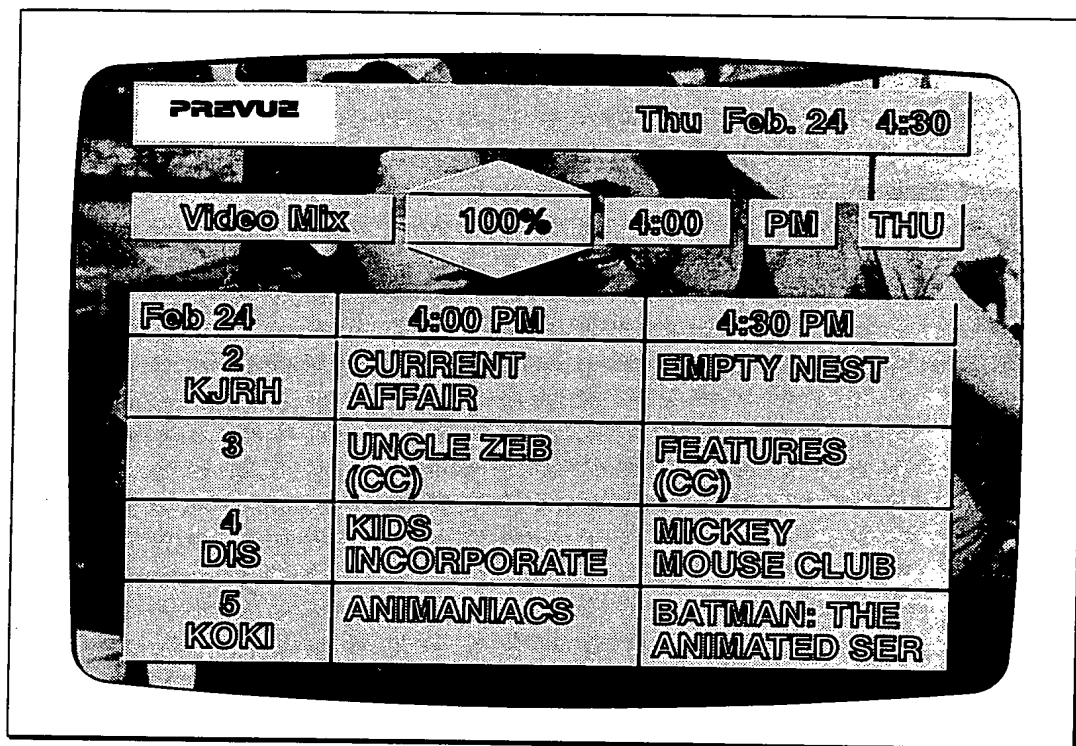 PREVUE Thu Feb. 24 4:30
Video Mix 100% 4:00 PM THU
Feb 24 4:00 PM 4:30 PM
2 CURRENT EMPTY NEST
KJRH AFFAIR
3 UNCLE ZEB FEATURES
(CC) (CC)
4 KIDS MICKEY
DIS INCORPORATE MOUSE CLUB
5 ANIMANIACS BATMAN: THE
KOKI ANIMATED SER